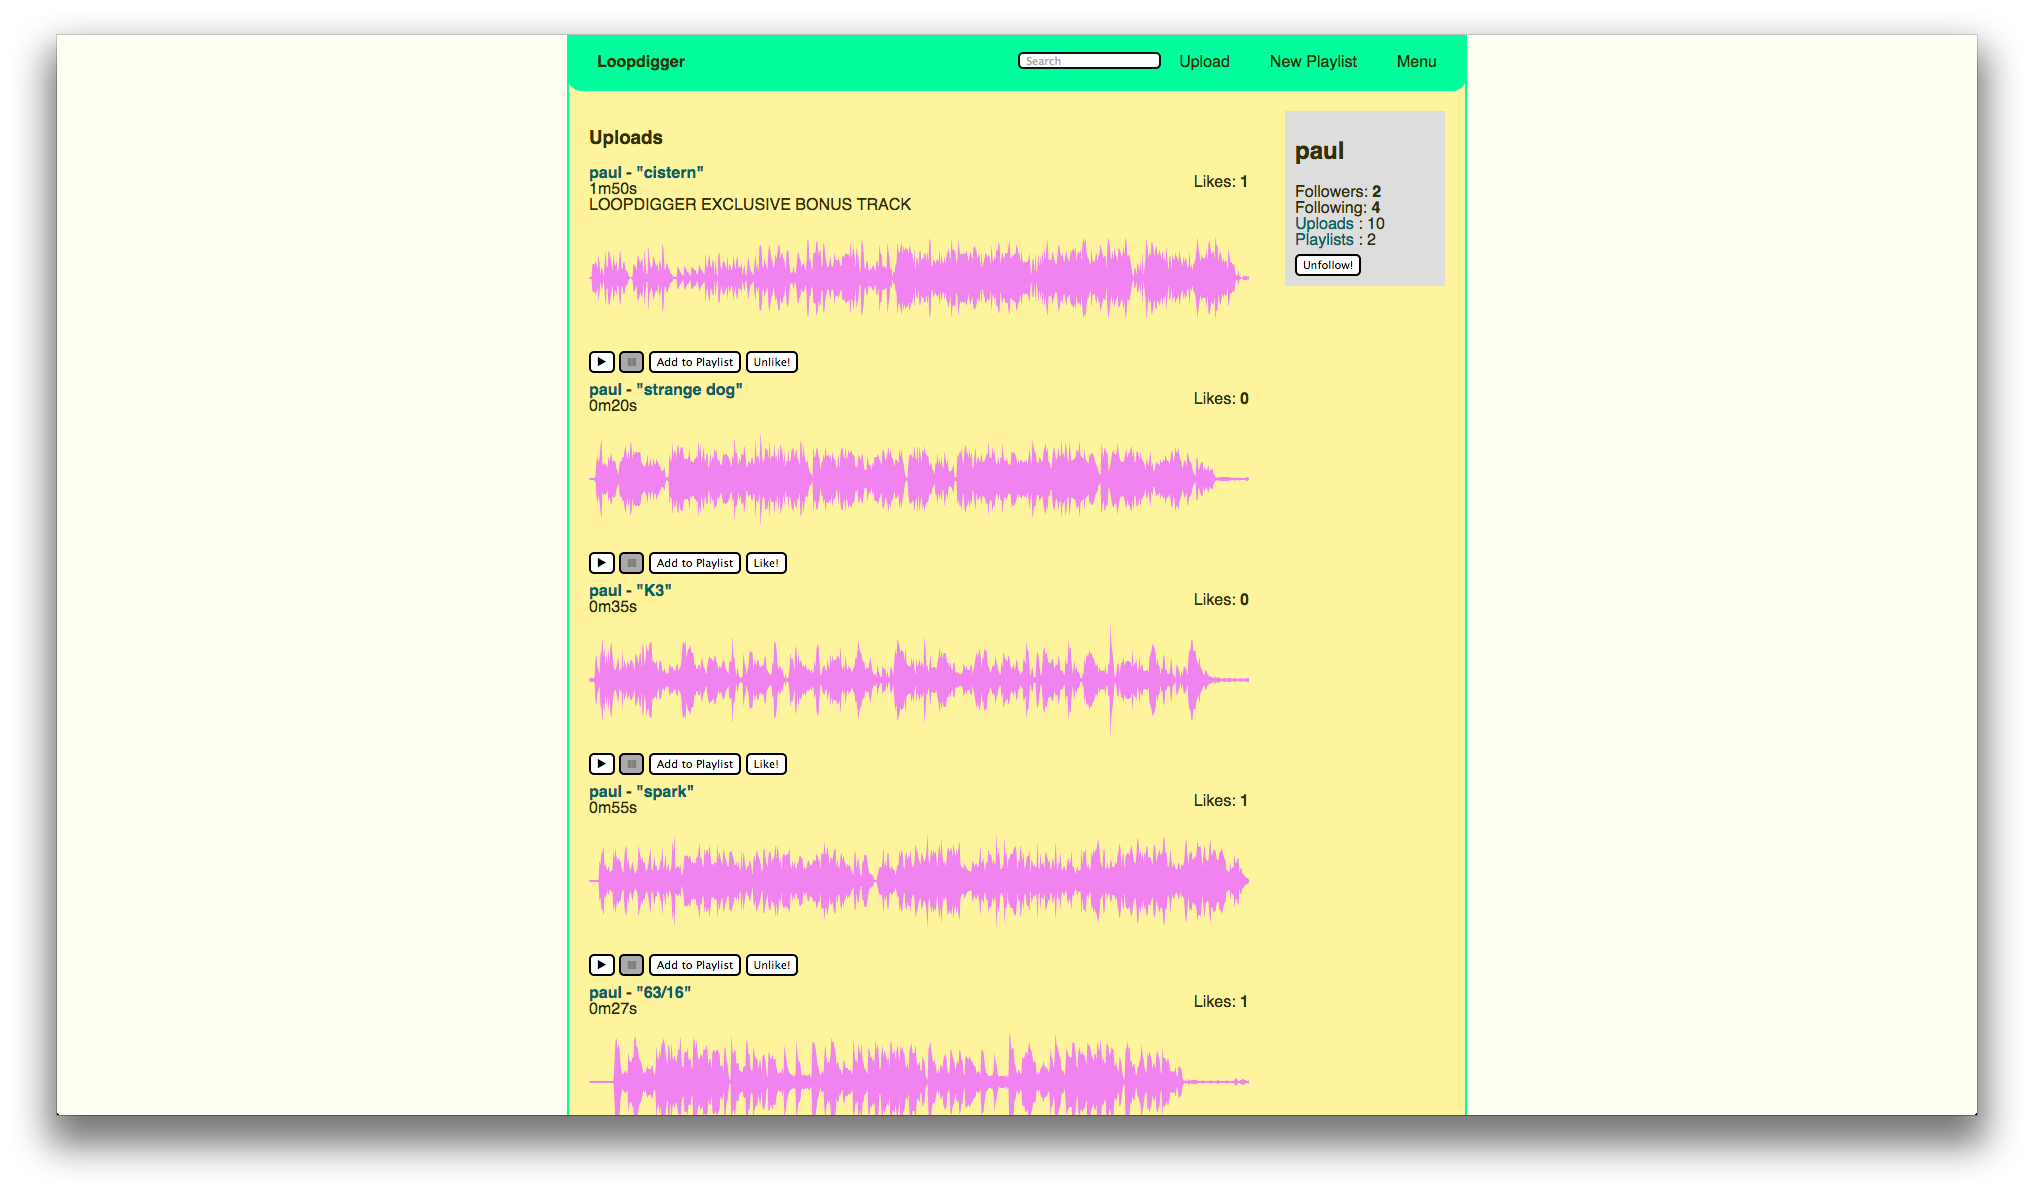 Loopdigger
Search
Upload
New Playlist
Menu
Uploads
paul - "cistern"
1m50s
LOOPDIGGER EXCLUSIVE BONUS TRACK
Likes: 1
Add to Playlist
Unlike!
paul - "strange dog"
0m20s
Likes: 0
Add to Playlist
Like!
paul - "K3"
0m35s
Likes: 0
Add to Playlist
Like!
paul - "spark"
0m55s
Likes: 1
Add to Playlist
Unlike!
paul - "63/16"
0m27s
Likes: 1
paul
Followers: 2
Following: 4
Uploads : 10
Playlists : 2
Unfollow!